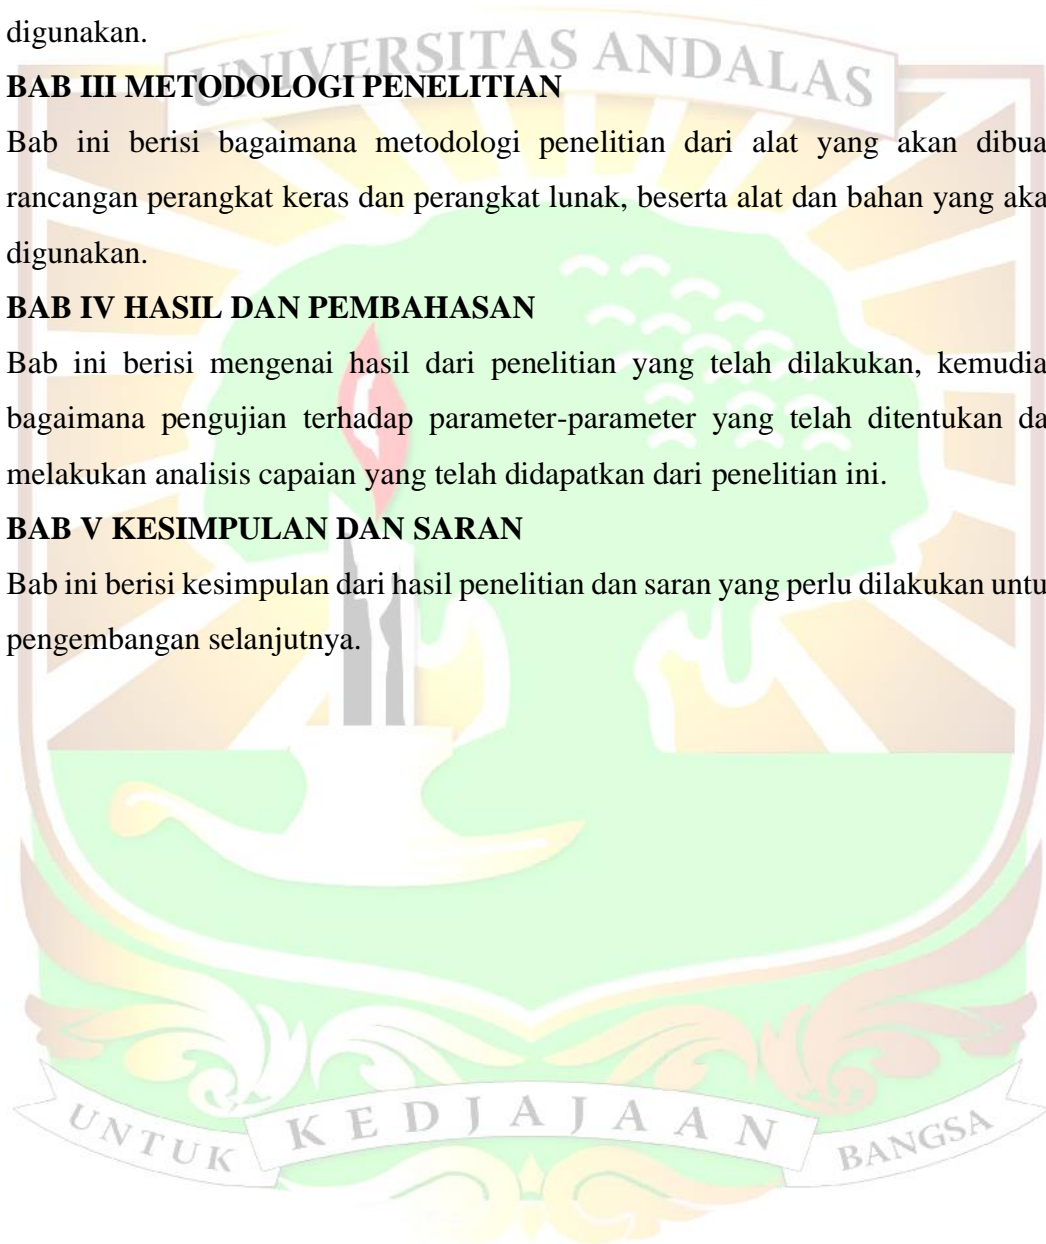 digunakan.
UNIVERSITAS ANDALAS
BAB III METODOLOGI PENELITIAN
Bab ini berisi bagaimana metodologi penelitian dari alat yang akan dibua
rancangan perangkat keras dan perangkat lunak, beserta alat dan bahan yang aka
digunakan.
BAB IV HASIL DAN PEMBAHASAN
Bab ini berisi mengenai hasil dari penelitian yang telah dilakukan, kemudia
bagaimana pengujian terhadap parameter-parameter yang telah ditentukan da
melakukan analisis capaian yang telah didapatkan dari penelitian ini.
BAB V KESIMPULAN DAN SARAN
Bab ini berisi kesimpulan dari hasil penelitian dan saran yang perlu dilakukan untu
pengembangan selanjutnya.
UNTUK KEDJAJAAN BANGSA